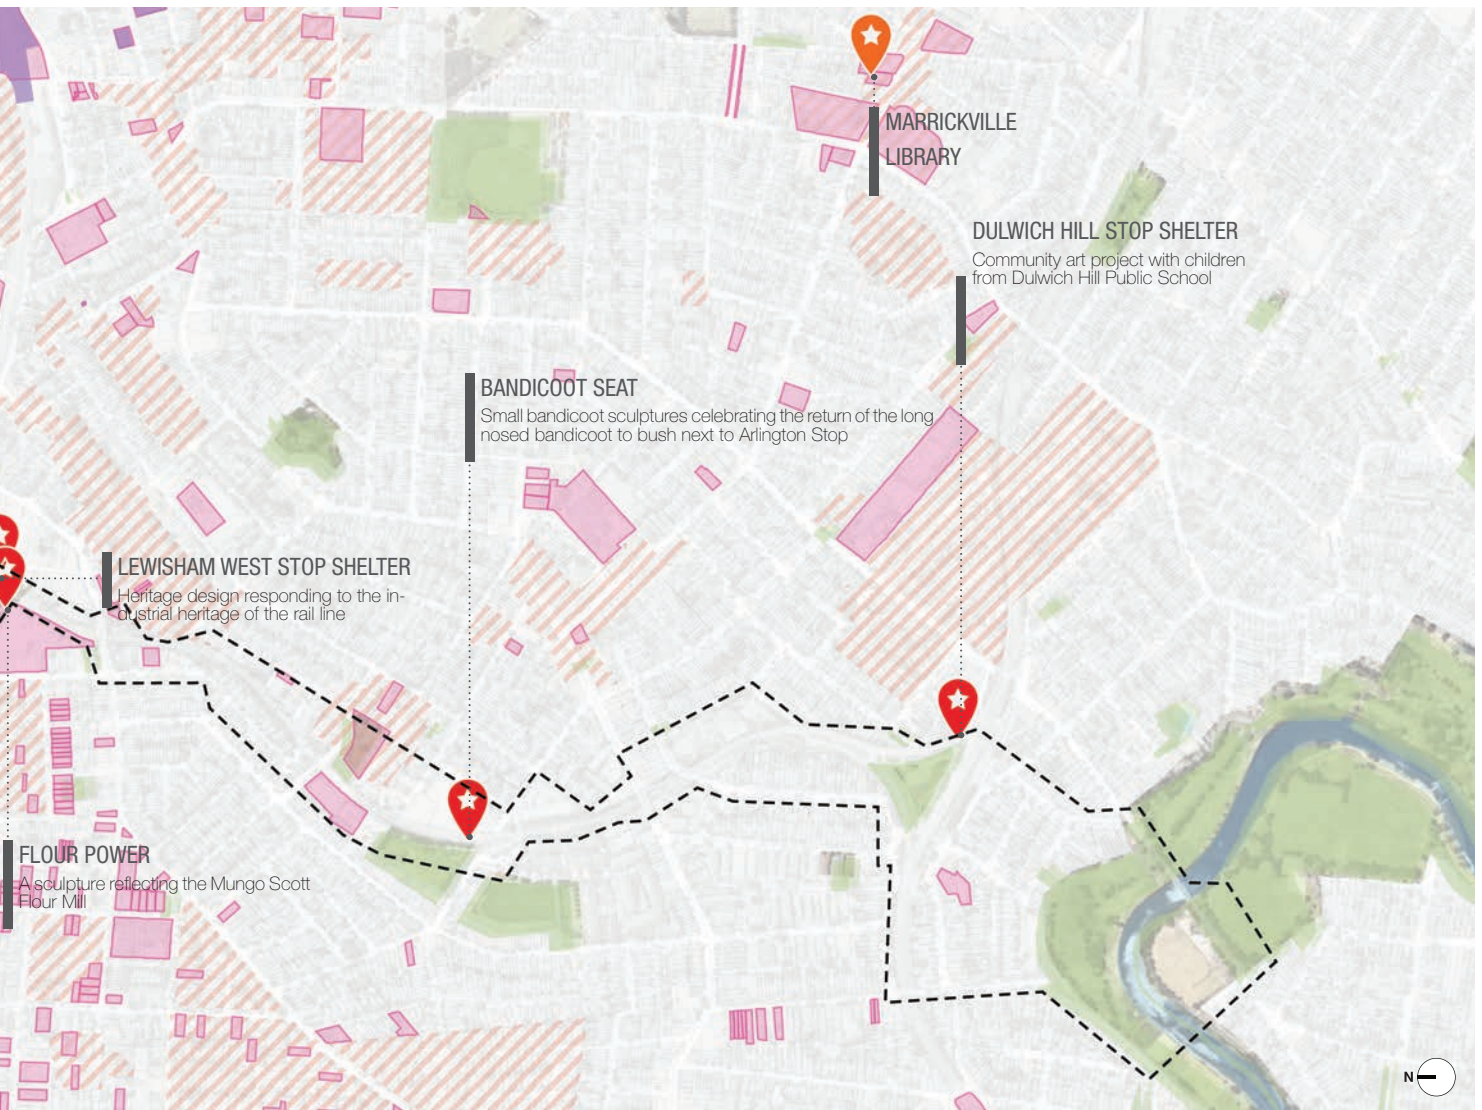 MARRICKVILLE
LIBRARY
DULWICH HILL STOP SHELTER
Community art project with children
from Dulwich Hill Public School
BANDICOOT SEAT
Small bandicoot sculptures celebrating the return of the long
nosed bandicoot to bush next to Arlington Stop
LEWISHAM WEST STOP SHELTER
Heritage design responding to the in-
dustrial heritage of the rail line
FLOUR POWER
A sculpture reflecting the Mungo Scott
Flour Mill
N